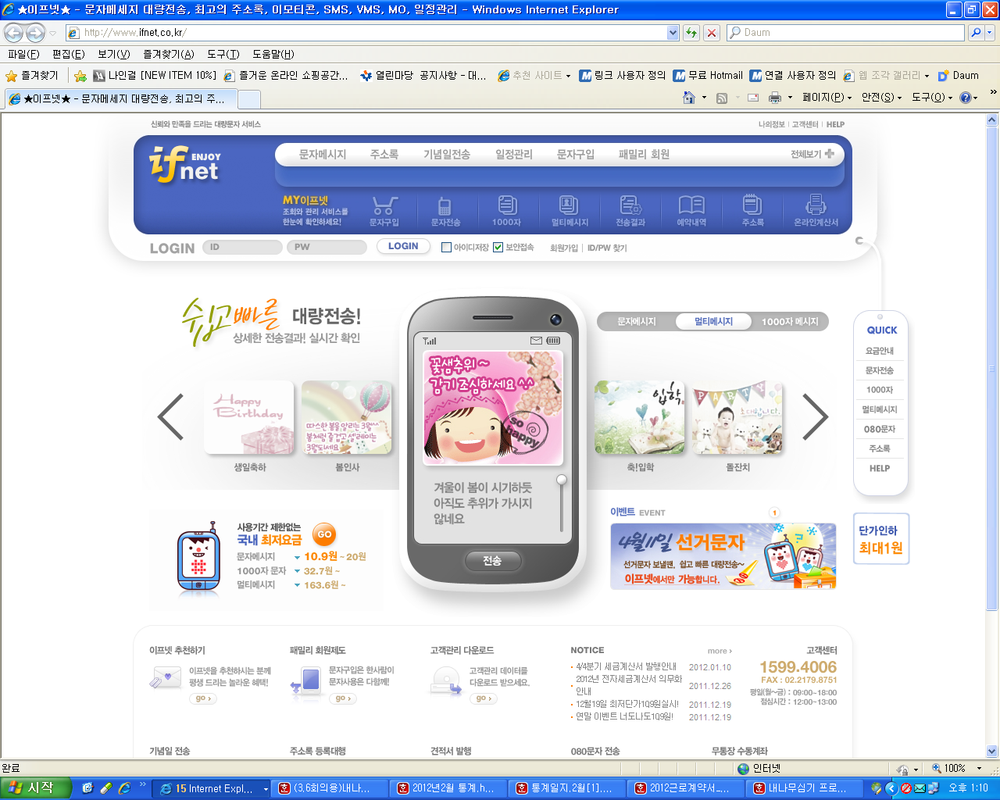 ★이프넷★ - 문자메세지 대량전송, 최고의 주소록, 이모티콘, SMS, VMS, MO, 일정관리 - Windows Internet Explorer
http://www.ifnet.co.kr/
Daum
파일(F) 편집(E) 보기(V) 즐겨찾기(A) 도구(T) 도움말(H)
즐겨찾기 나인걸 [NEW ITEM 10%] 즐거운 온라인 쇼핑공간... 열린마당 공지사항 - 대... 추천 사이트 링크 사용자 정의 무료 Hotmail 연결 사용자 정의 웹 조각 갤러리 Daum
★이프넷★ - 문자메세지 대량전송, 최고의 주...
페이지(P) 안전(S) 도구(O)
신뢰와 만족을 드리는 대량문자 서비스
나의정보 | 고객센터 | HELP
if net ENJOY
문자메시지 주소록 기념일전송 일정관리 문자구입 패밀리 회원 전체보기
MY이프넷
조회와 관리 서비스를
한눈에 확인하세요!
문자구입 문자전송 1000자 멀티메시지 전송결과 예약내역 주소록 온라인계산서
LOGIN ID PW LOGIN 아이디저장 보안접속 회원가입 | ID/PW 찾기
쉽고 빠른 대량전송!
상세한 전송결과! 실시간 확인
문자메시지 멀티메시지 1000자 메시지
꽃샘추위 ~
감기 조심하세요 ^^
so happy
Happy
Birthday
따스한 봄을 알리는 3월^^
봄처럼 즐겁고 설레이는
3월되세요
입학
PARTY
초대합니다.
생일축하 봄인사 축!입학 돌잔치
겨울이 봄이 시기하듯
아직도 추위가 가시지
않네요
전송
QUICK
요금안내
문자전송
1000자
멀티메시지
080문자
주소록
HELP
단가인하
최대1원
사용기간 제한없는
국내 최저요금
GO
문자메시지 10.9원 ~ 20원
1000자 문자 32.7원 ~
멀티메시지 163.6원 ~
이벤트 EVENT 1
4월 11일 선거문자
선거문자 보낼땐, 쉽고 빠른 대량전송~
이프넷에서만 가능합니다.
이프넷 추천하기
이프넷을 추천하시는 분께
평생 드리는 놀라운 혜택!
go ›
패밀리 회원제도
문자구입은 한사람이
문자사용은 다함께!
go ›
고객관리 다운로드
고객관리 데이터를
다운로드 받으세요.
go ›
NOTICE more ›
4/4분기 세금계산서 발행안내 2012.01.10
2012년 전자세금계산서 의무화
안내 2011.12.26
12월19일 최저단가10.9원실시! 2011.12.19
연말 이벤트 너도나도10.9원! 2011.12.19
고객센터
1599.4006
FAX : 02.2179.8751
평일(월~금) : 09:00~18:00
점심시간 : 12:00~13:00
기념일 전송 주소록 등록대행 견적서 발행 080문자 전송 무통장 수동계좌
완료 인터넷 100%
시작 15 Internet Expl... (3,6회의용)내나... 2012년2월 통계.h... 통계일지,2월[1]... 2012근로계약서_... 내나무심기 프로... 오후 1:10